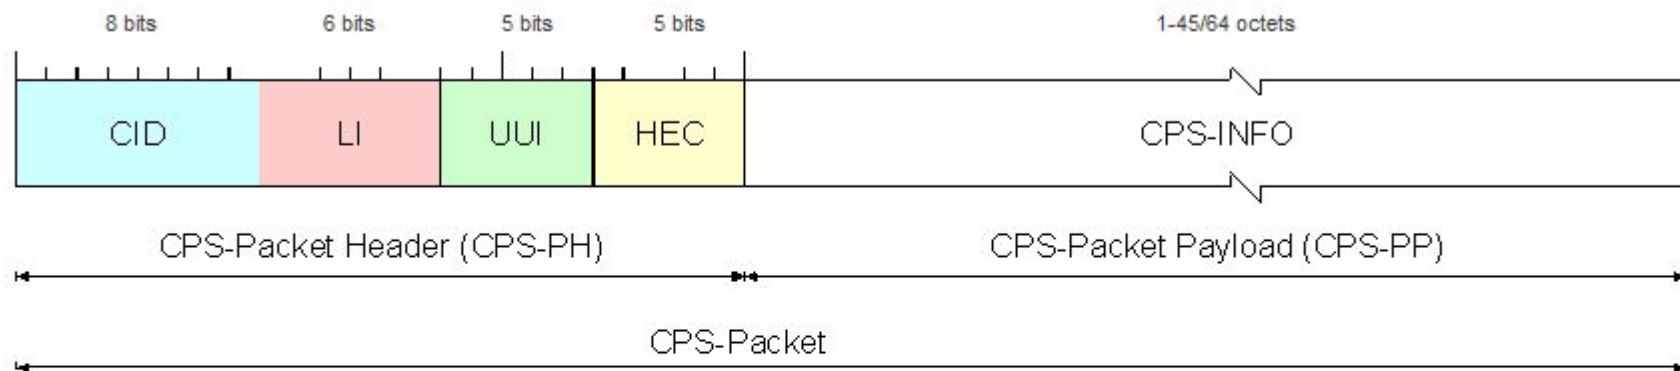 8 bits 6 bits 5 bits 5 bits 1-45/64 octets
CID LI UUI HEC CPS-INFO
CPS-Packet Header (CPS-PH) CPS-Packet Payload (CPS-PP)
CPS-Packet